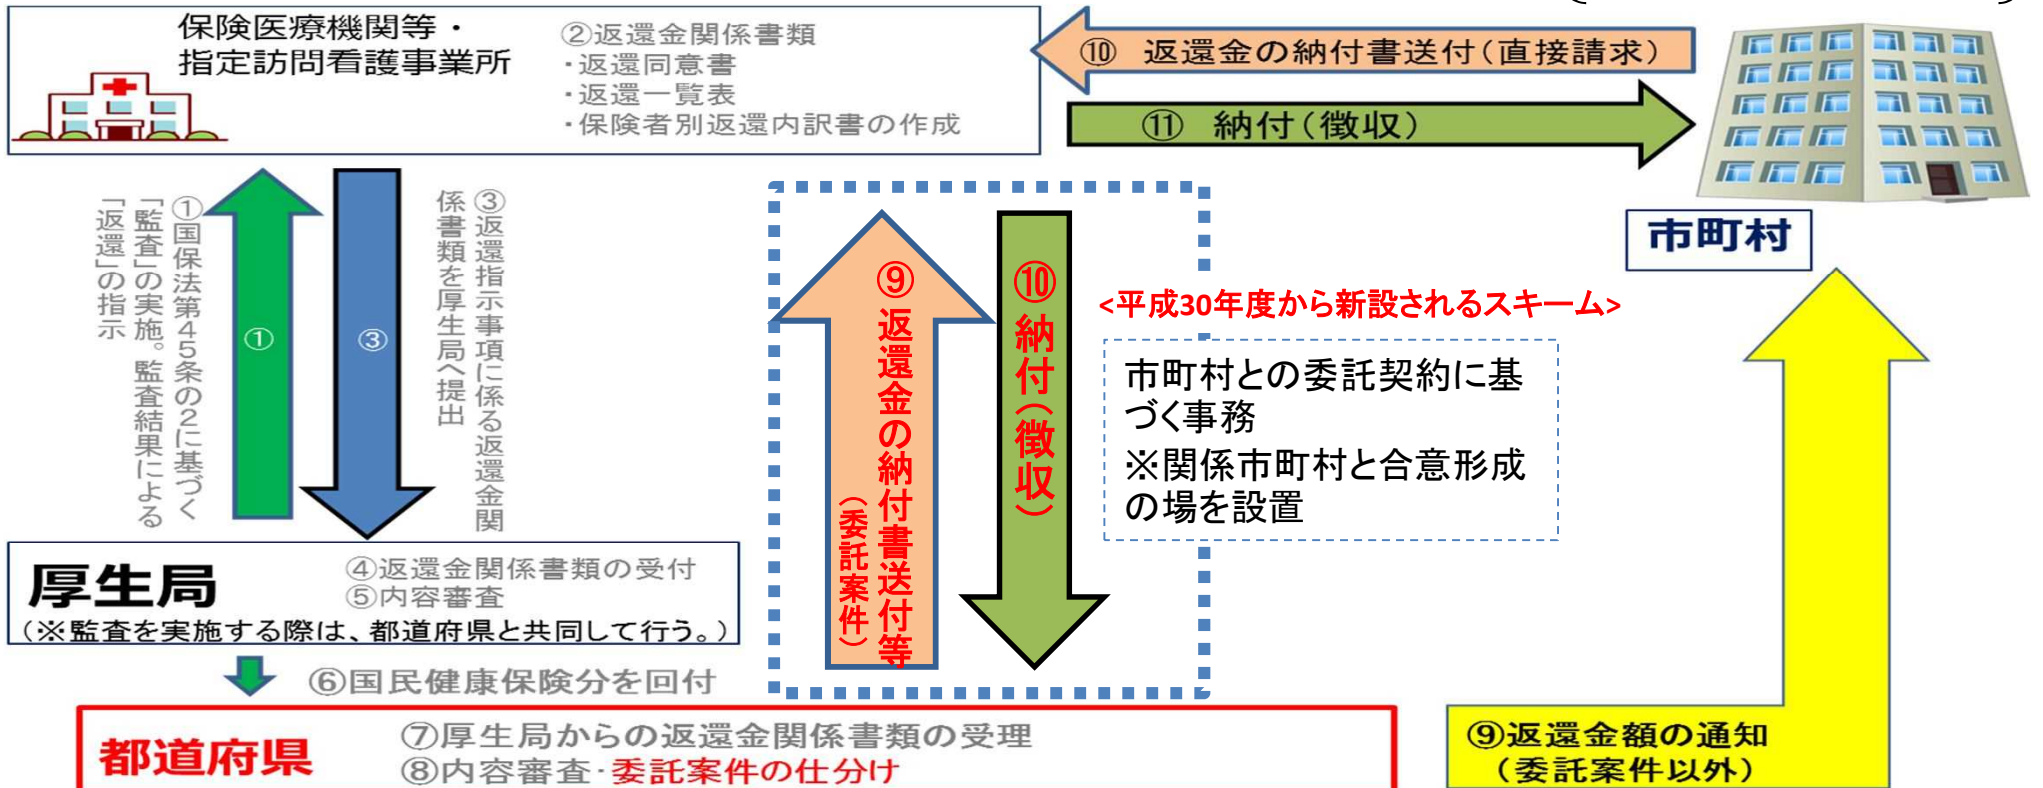 保険医療機関等・
指定訪問看護事業所
②返還金関係書類
・返還同意書
・返還一覧表
・保険者別返還内訳書の作成
⑩ 返還金の納付書送付(直接請求)
⑪ 納付(徴収)
市町村
①国保法第45条の2に基づく
「監査」の実施。監査結果による
「返還」の指示
①
③
③返還指示事項に係る返還金関
係書類を厚生局へ提出
⑨返還金の納付書送付等
(委託案件)
⑩納付(徴収)
<平成30年度から新設されるスキーム>
市町村との委託契約に基
づく事務
※関係市町村と合意形成
の場を設置
厚生局
④返還金関係書類の受付
⑤内容審査
(※監査を実施する際は、都道府県と共同して行う。)
⑥国民健康保険分を回付
都道府県
⑦厚生局からの返還金関係書類の受理
⑧内容審査・委託案件の仕分け
⑨返還金額の通知
(委託案件以外)